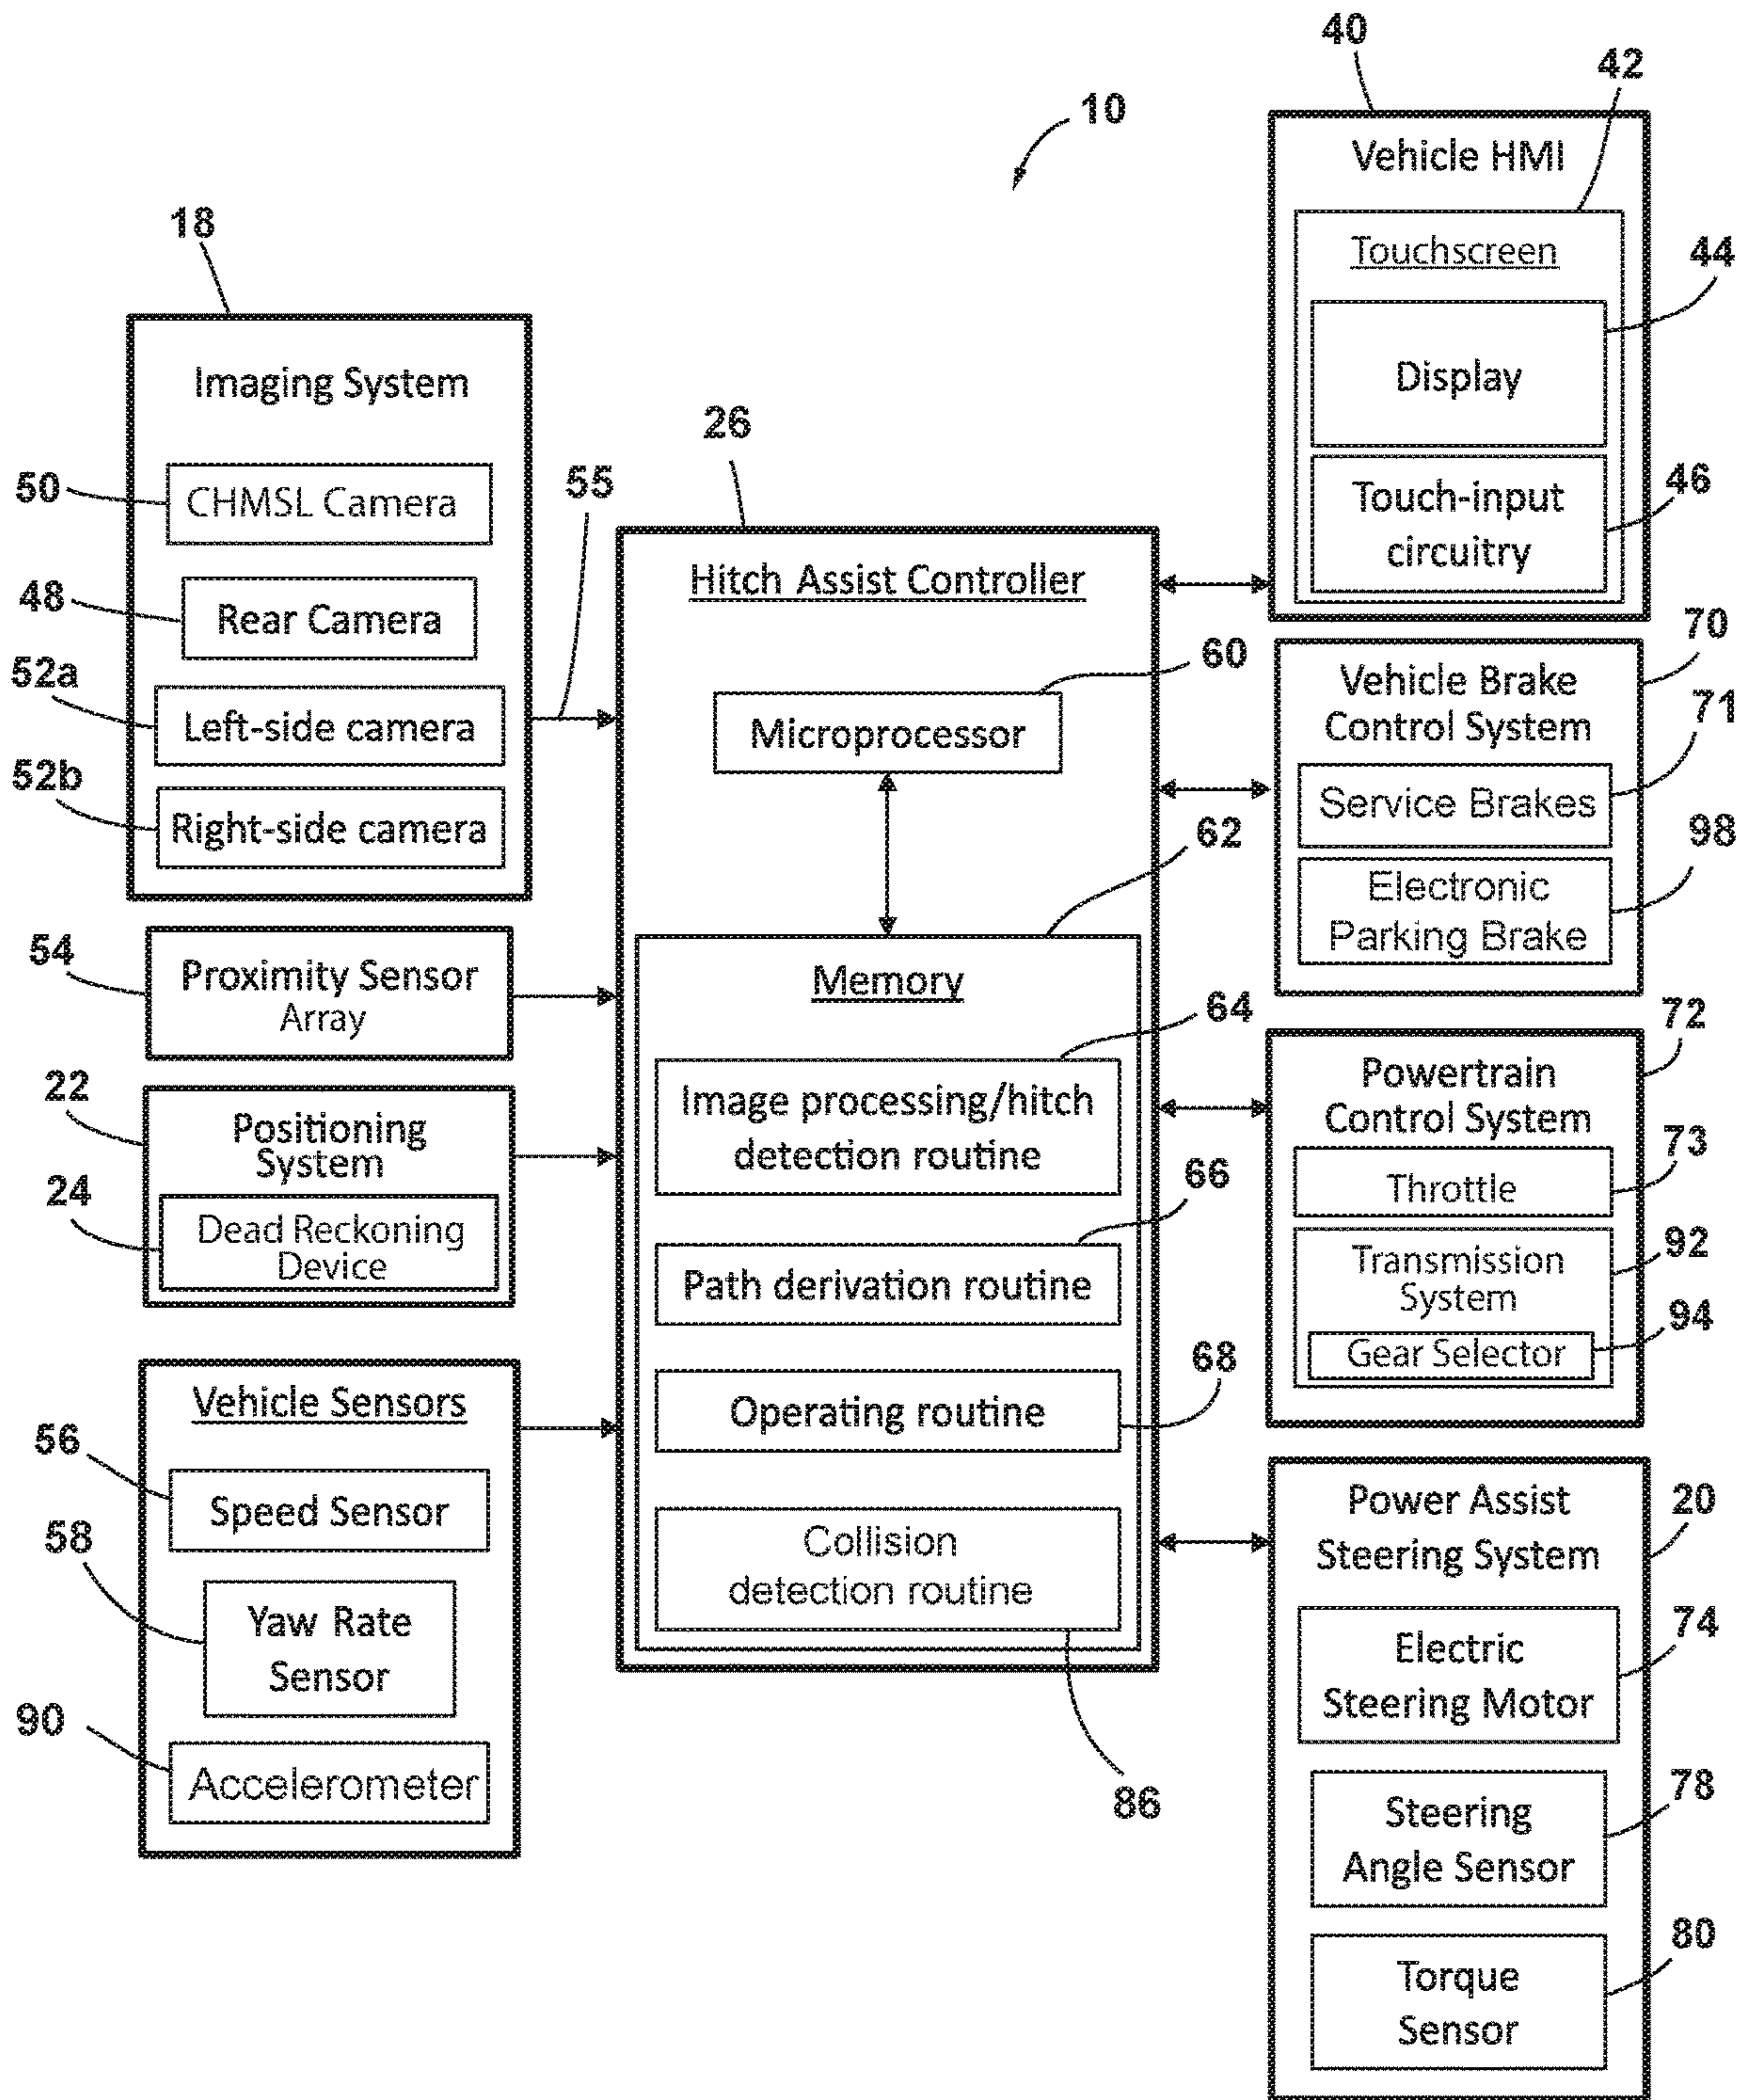 10
18
Imaging System
50
CHMSL Camera
48
Rear Camera
52a
Left-side camera
52b
Right-side camera
55
54
Proximity Sensor
Array
22
Positioning
System
24
Dead Reckoning
Device
Vehicle Sensors
56
Speed Sensor
58
Yaw Rate
Sensor
90
Accelerometer
26
Hitch Assist Controller
60
Microprocessor
62
Memory
64
Image processing/hitch
detection routine
66
Path derivation routine
68
Operating routine
Collision
detection routine
86
40
42
Vehicle HMI
Touchscreen
44
Display
46
Touch-input
circuitry
70
Vehicle Brake
Control System
71
Service Brakes
98
Electronic
Parking Brake
72
Powertrain
Control System
73
Throttle
92
Transmission
System
94
Gear Selector
20
Power Assist
Steering System
74
Electric
Steering Motor
78
Steering
Angle Sensor
80
Torque
Sensor